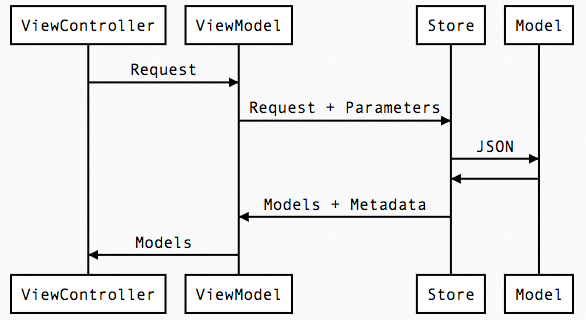 ViewController ViewModel Store Model
Request
Request + Parameters
JSON
Models + Metadata
Models
ViewController ViewModel Store Model